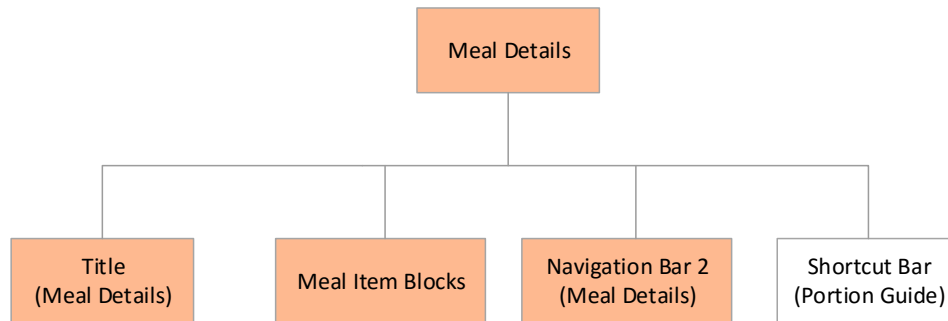 Meal Details
Title
(Meal Details)
Meal Item Blocks
Navigation Bar 2
(Meal Details)
Shortcut Bar
(Portion Guide)